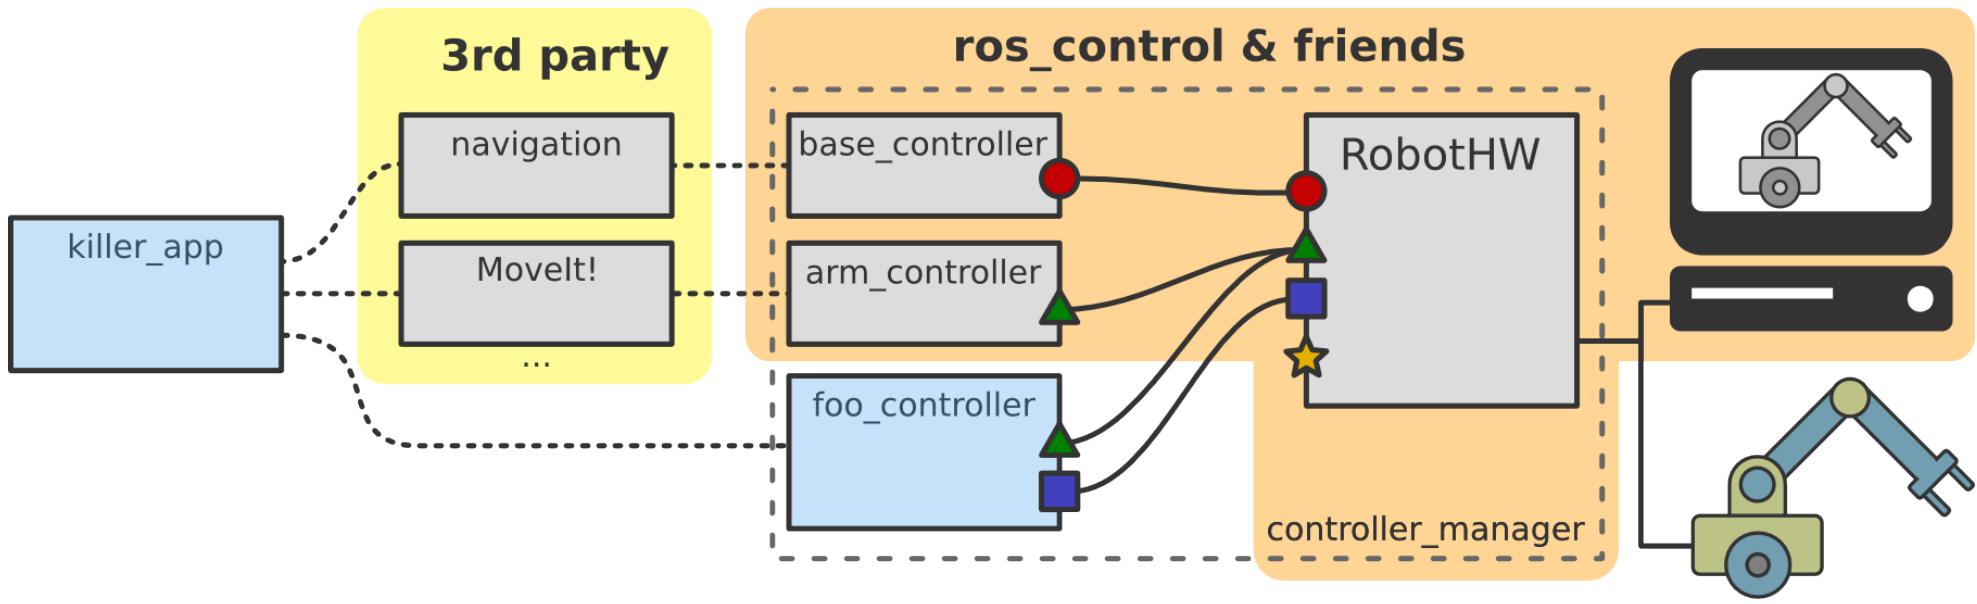 3rd party
ros_control & friends
navigation
base_controller
RobotHW
killer_app
MoveIt!
arm_controller
...
foo_controller
controller_manager